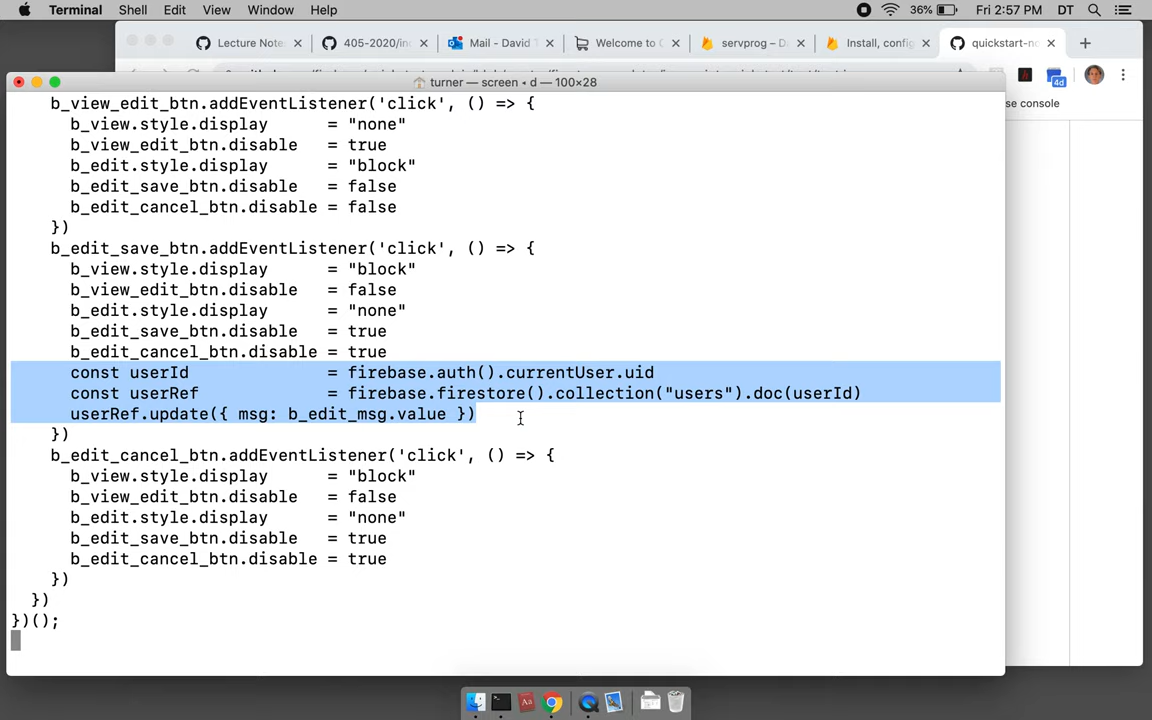 Terminal Shell Edit View Window Help 36% Fri 2:57 PM DT
Lecture Note 405-2020/in Mail - David T Welcome to servprog – D Install, config quickstart-n
turner — screen ◂ d — 100×28
4d
se console
b_view_edit_btn.addEventListener('click', () => {
b_view.style.display = "none"
b_view_edit_btn.disable = true
b_edit.style.display = "block"
b_edit_save_btn.disable = false
b_edit_cancel_btn.disable = false
})
b_edit_save_btn.addEventListener('click', () => {
b_view.style.display = "block"
b_view_edit_btn.disable = false
b_edit.style.display = "none"
b_edit_save_btn.disable = true
b_edit_cancel_btn.disable = true
const userId = firebase.auth().currentUser.uid
const userRef = firebase.firestore().collection("users").doc(userId)
userRef.update({ msg: b_edit_msg.value })
})
b_edit_cancel_btn.addEventListener('click', () => {
b_view.style.display = "block"
b_view_edit_btn.disable = false
b_edit.style.display = "none"
b_edit_save_btn.disable = true
b_edit_cancel_btn.disable = true
})
})
})();